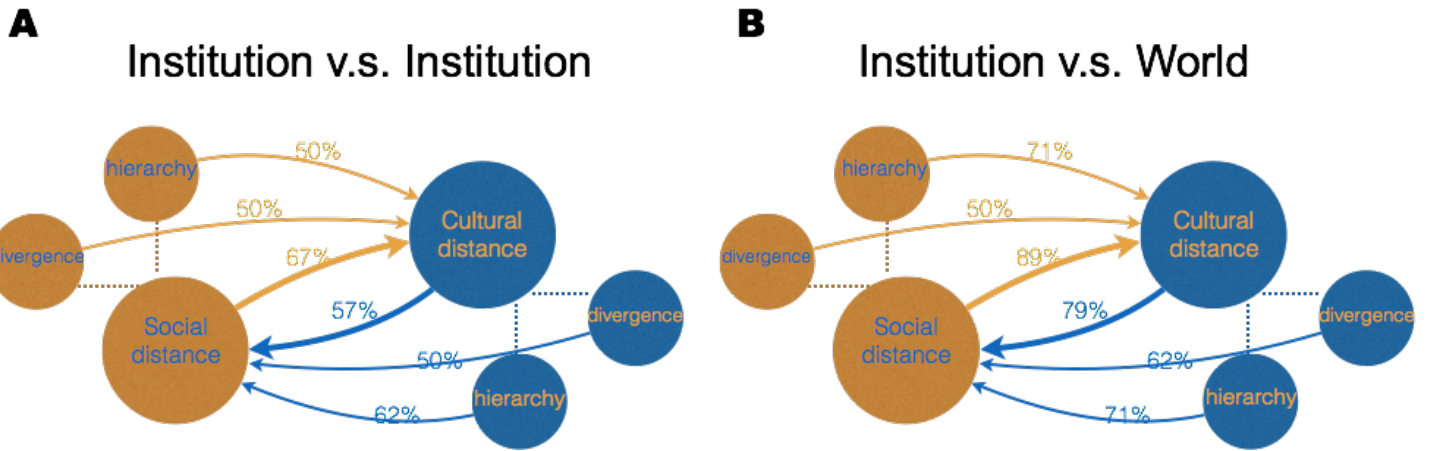 A
Institution v.s. Institution
hierarchy
50%
50%
ivergence
67%
Cultural
distance
57%
Social
distance
divergence
50%
hierarchy
62%
B
Institution v.s. World
hierarchy
71%
50%
divergence
89%
Cultural
distance
79%
Social
distance
divergence
62%
hierarchy
71%